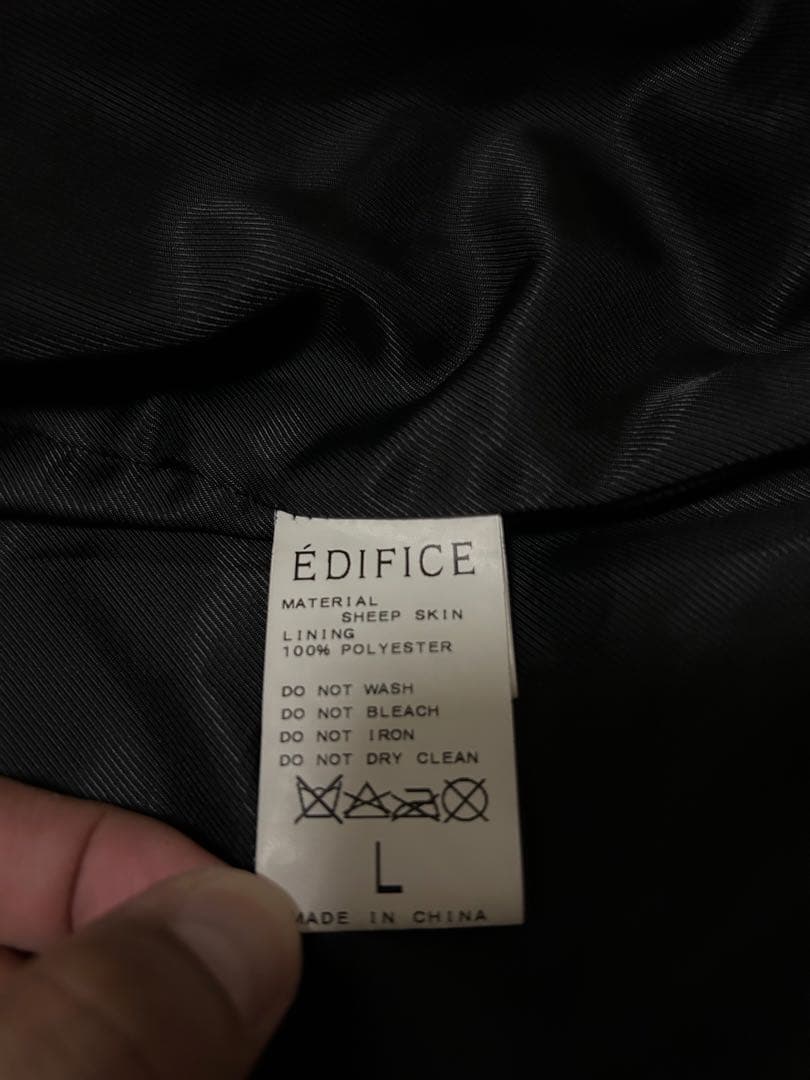 ÉDIFICE
MATERIAL
SHEEP SKIN
LINING
100% POLYESTER
DO NOT WASH
DO NOT BLEACH
DO NOT IRON
DO NOT DRY CLEAN
L
MADE IN CHINA